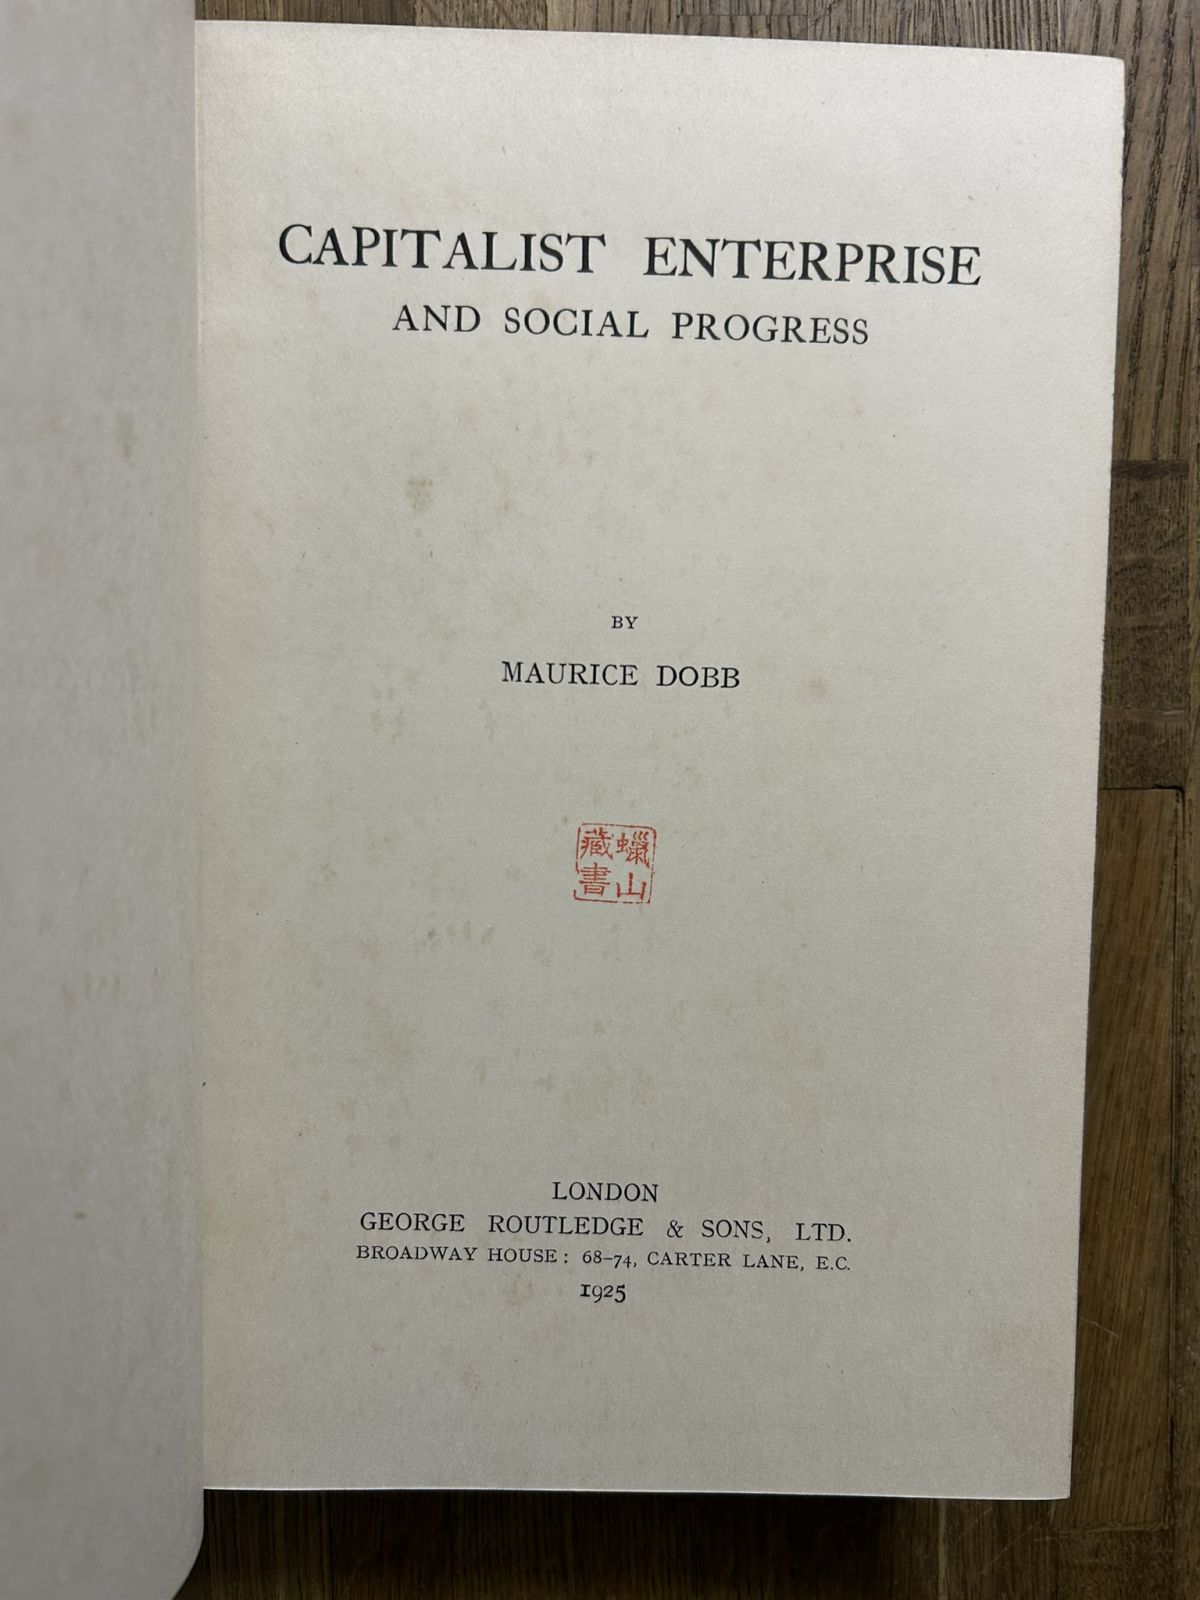 CAPITALIST ENTERPRISE
AND SOCIAL PROGRESS
BY
MAURICE DOBB
蠟山
藏書
LONDON
GEORGE ROUTLEDGE & SONS, LTD.
BROADWAY HOUSE: 68–74, CARTER LANE, E.C.
1925